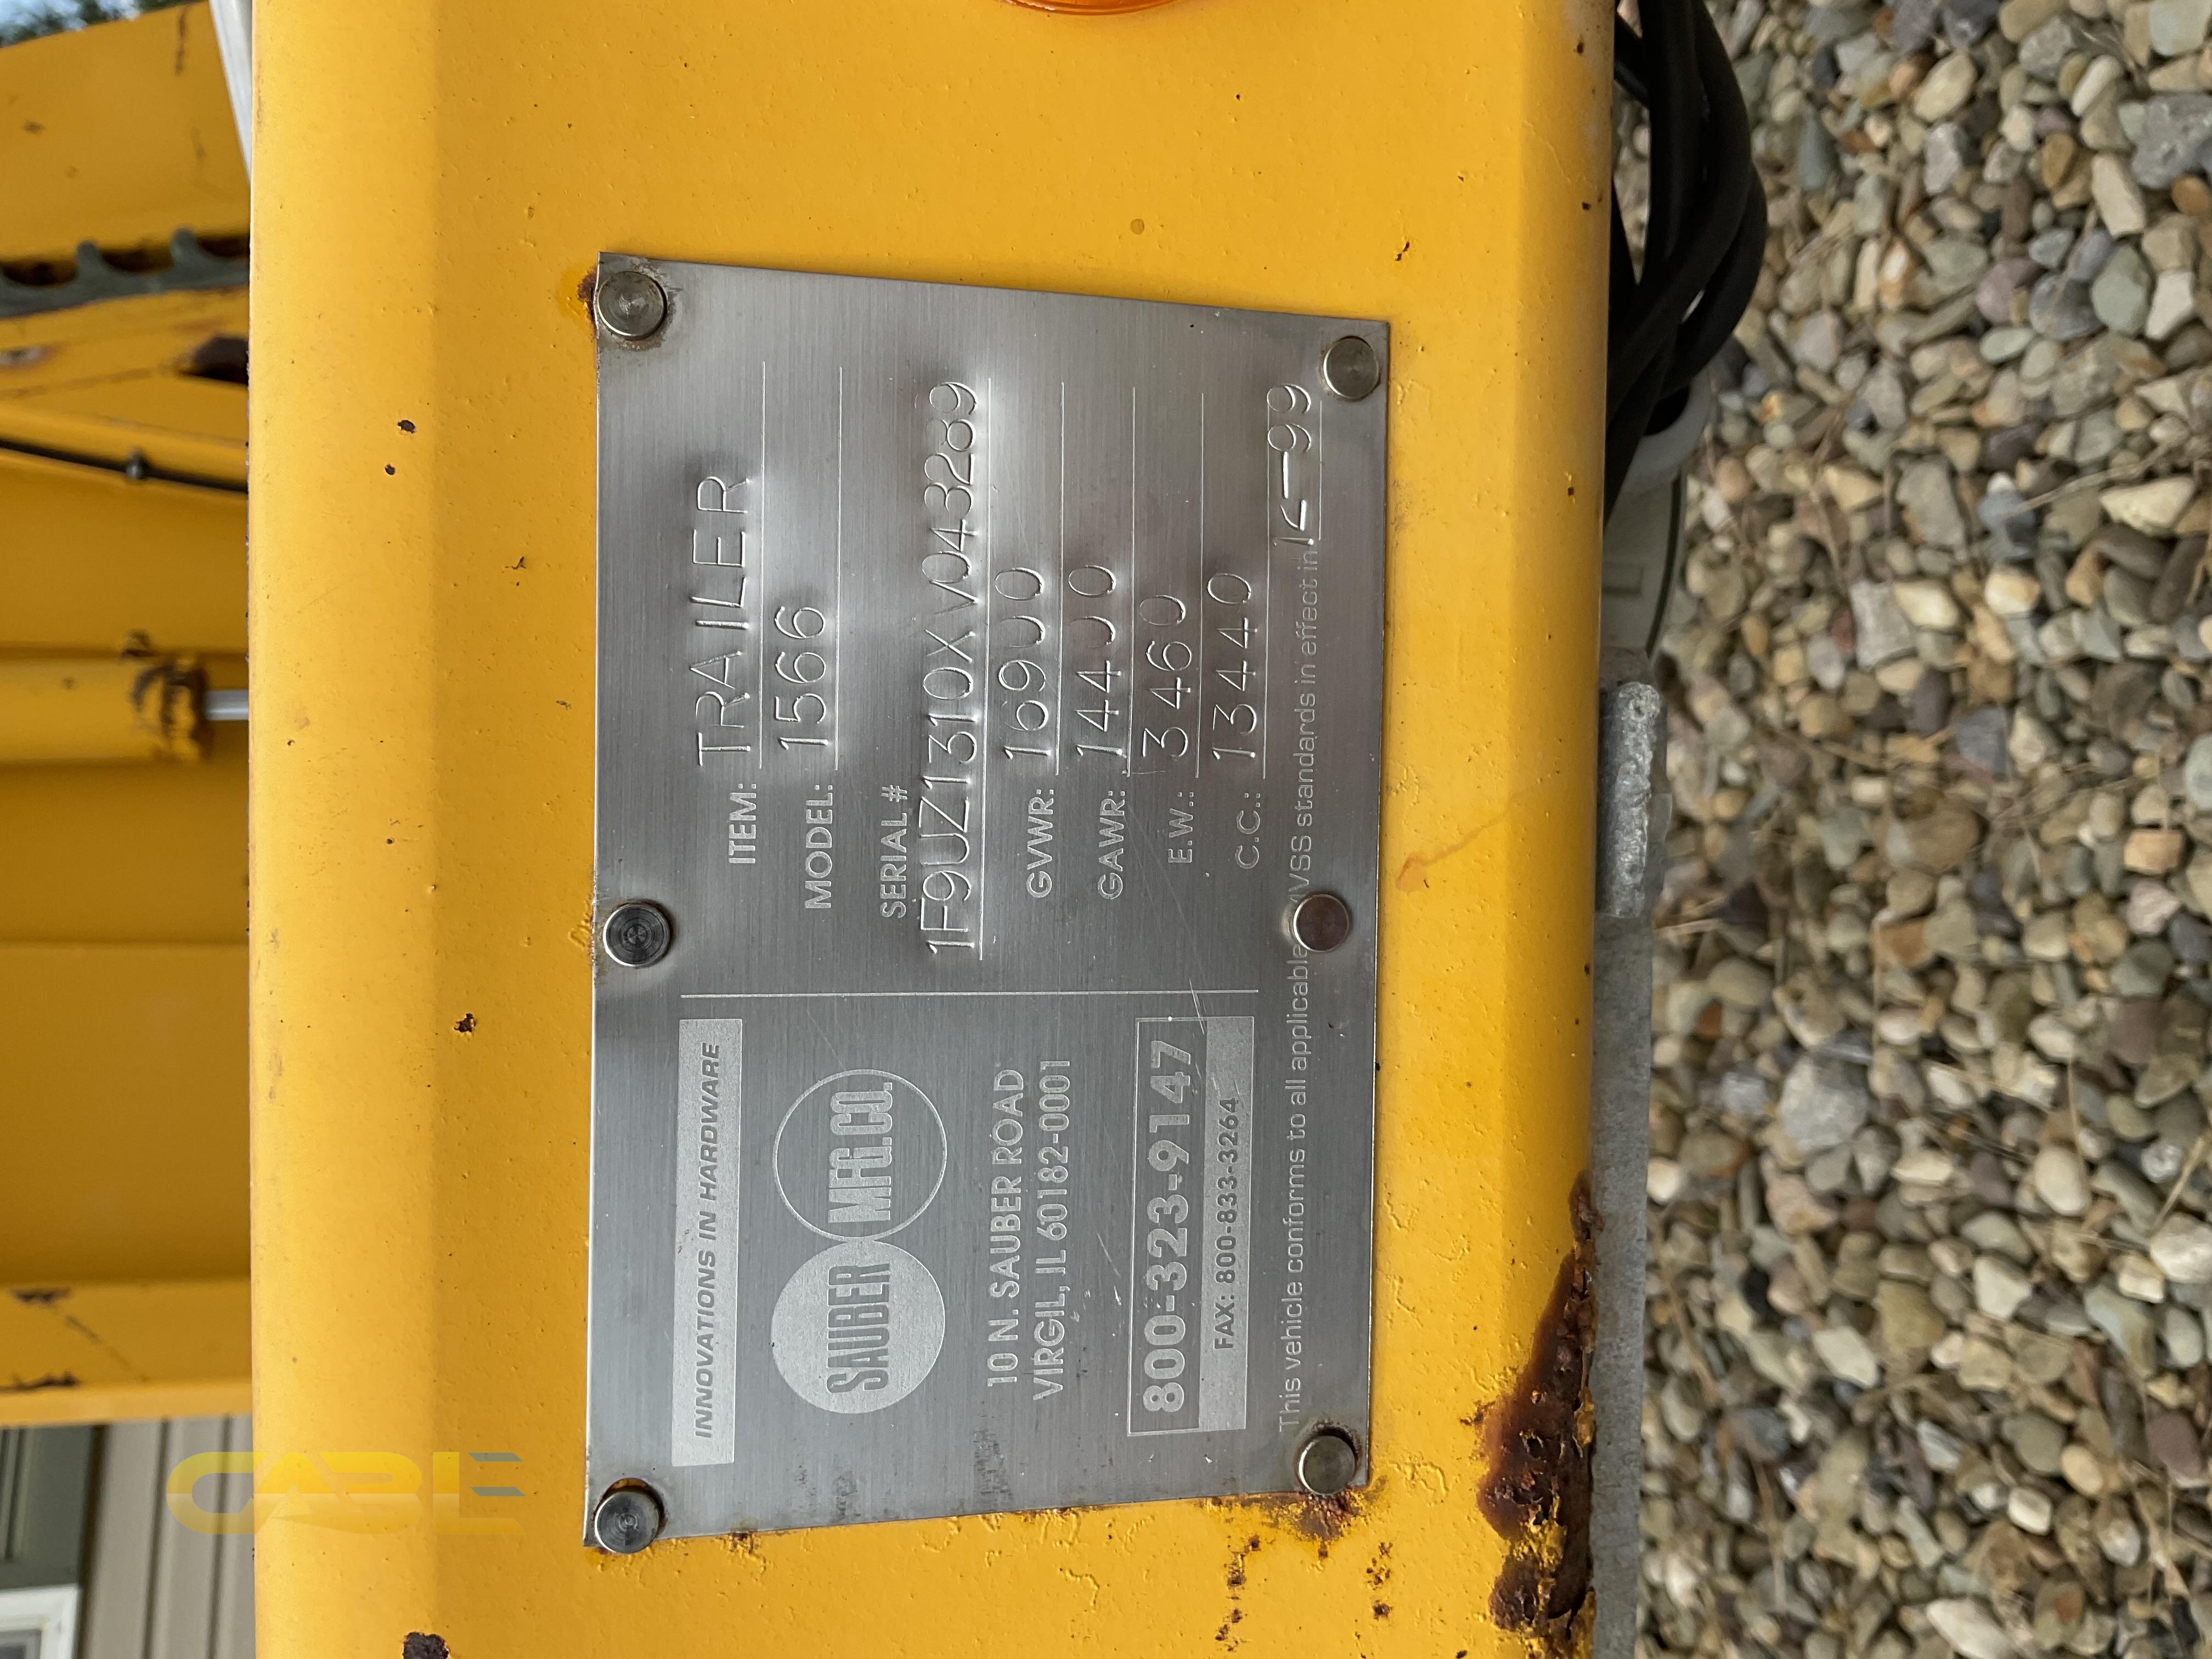 INNOVATIONS IN HARDWARE
SAUBER MFG.CO.
10 N. SAUBER ROAD
VIRGIL, IL 60182-0001
800-323-9147
FAX: 800-833-3264
ITEM: TRAILER
MODEL: 1566
SERIAL#
1F9UZ1310XV043289
GVWR: 16900
GAWR: 14400
E.W.: 3460
C.C.: 13440
This vehicle conforms to all applicable MVSS standards in effect in 12-99
CABLE